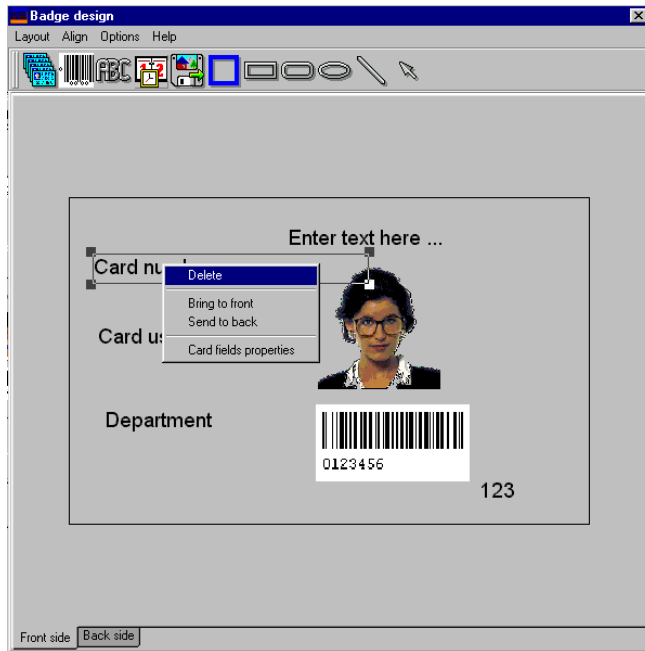 Badge design
Layout Align Options Help
ABC
Enter text here ...
Card nu
Delete
Bring to front
Send to back
Card us
Card fields properties
Department
0123456
123
Front side Back side